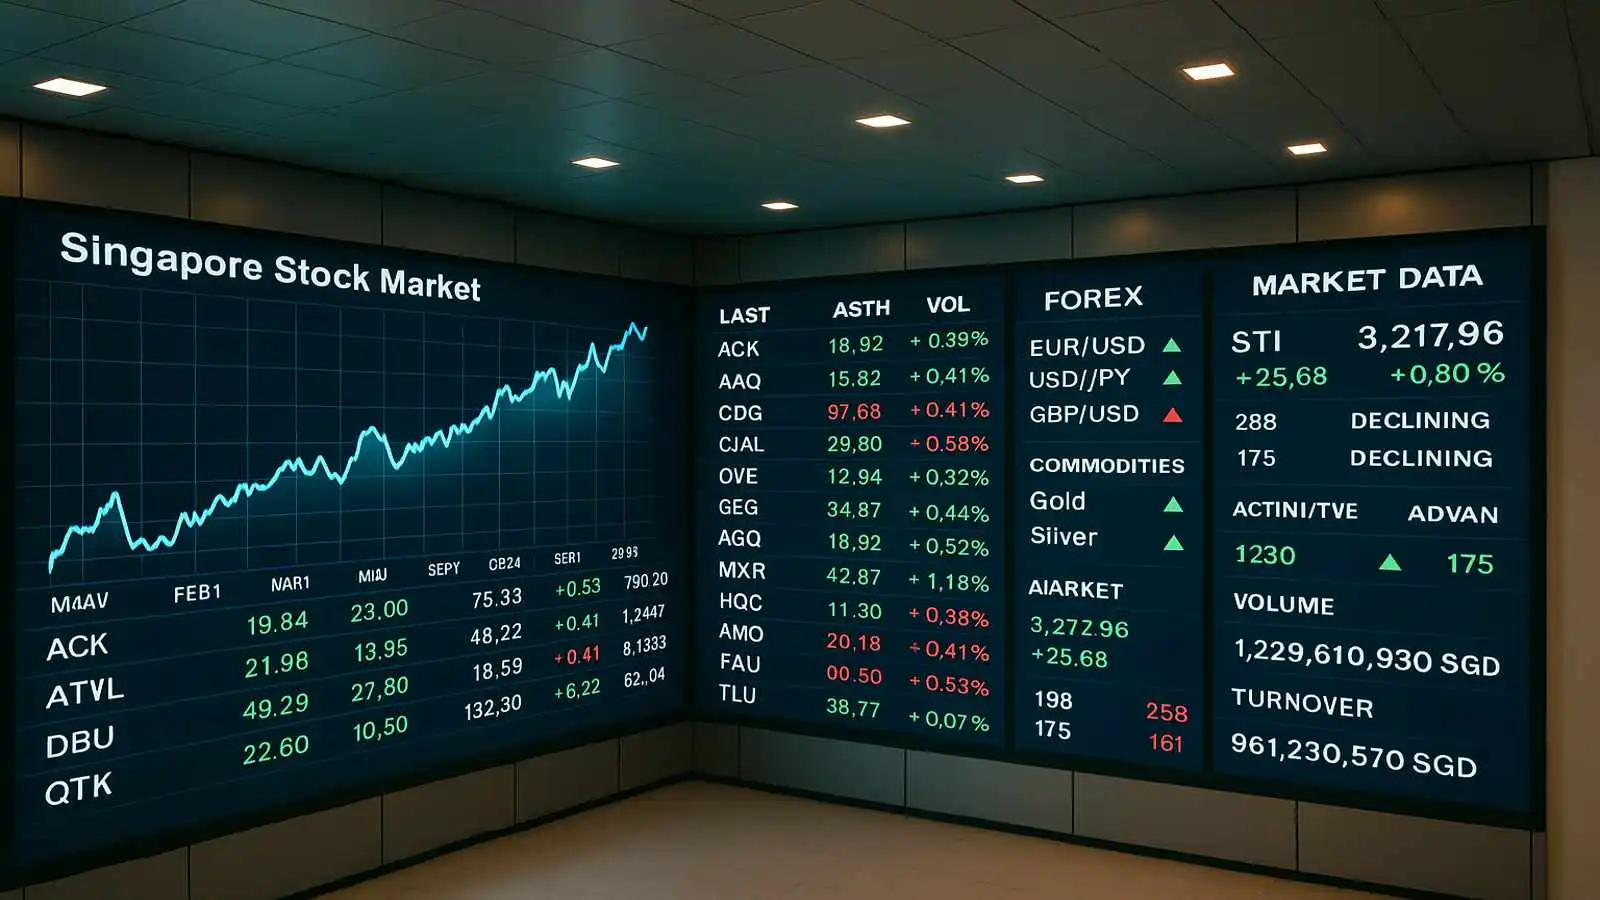 Singapore Stock Market
FEB1 NAR1 SEPY CB24 SER1 2998
ACK 19.84 23.00 75.33 +0.53 790.20
ATVL 21.98 13.95 48,22 +0.41 1,2447
DBU 49.29 27,80 18,59 +0.41 8,1333
QTK 22.60 10,50 132,30 +6,22 62.,04
LAST ASTH VOL
ACK 18,92 + 0.39%
AAQ 15.82 + 0,41%
CDG 97,68 + 0.41%
CJAL 29,80 + 0.58%
OVE 12,94 + 0,32%
GEG 34,87 + 0,44%
AGQ 18,92 + 0,52%
MXR 42.87 + 1,18%
HQC 11.30 + 0,38%
AMO 20,18 ÷ 0,41%
FAU 00.50 + 0.53%
TLU 38,77 + 0,07%
FOREX
EUR/USD ▲
USD//PY ▲
GBP/USD ▲
COMMODITIES
Gold ▲
Siiver ▲
AIARKET
3,272.96
+25.68
198 258
175 161
MARKET DATA
STI 3,217,96
+25,68 +0,80 %
288 DECLINING
175 DECLINING
ACTINI/TVE ADVAN
1230 ▲ 175
VOLUME
1,229,610,930 SGD
TURNOVER
961,230,570 SGD